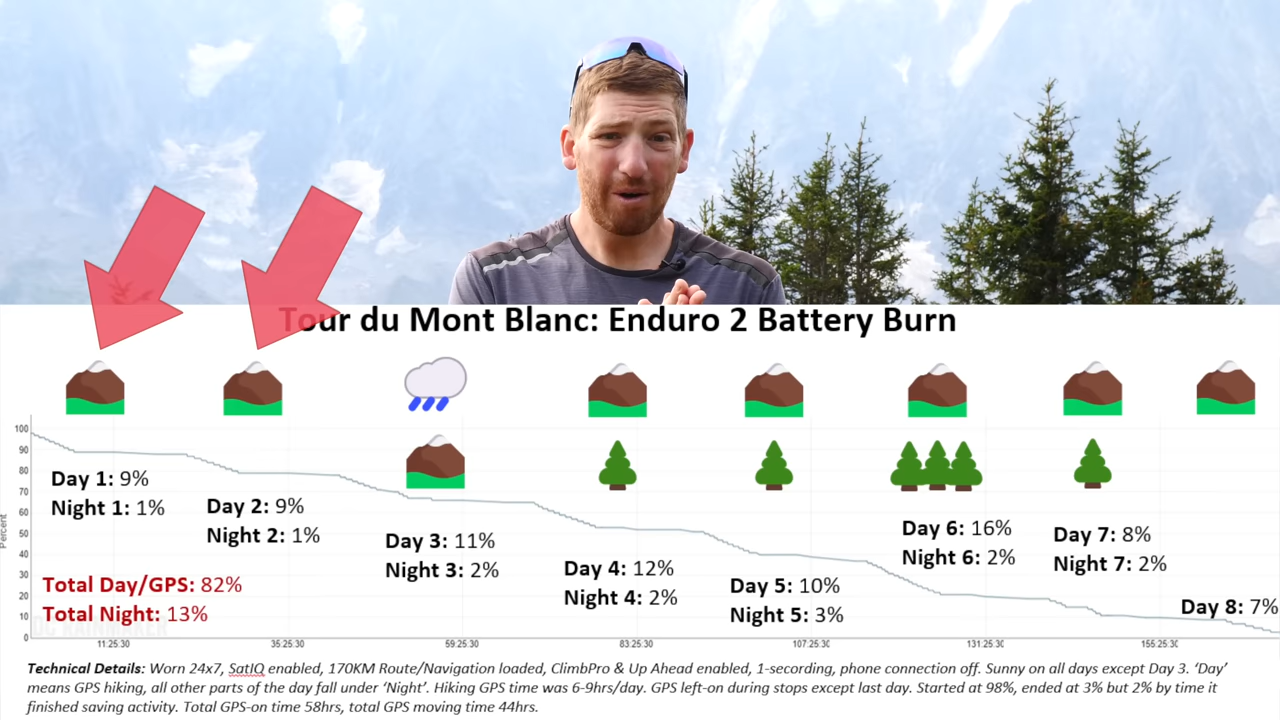 Tour du Mont Blanc: Enduro 2 Battery Burn
100
90
80
70
60
50
40
30
20
10
0
Percent
Day 1: 9%
Night 1: 1%
Day 2: 9%
Night 2: 1%
Day 3: 11%
Night 3: 2%
Day 4: 12%
Night 4: 2%
Day 5: 10%
Night 5: 3%
Day 6: 16%
Night 6: 2%
Day 7: 8%
Night 7: 2%
Day 8: 7%
Total Day/GPS: 82%
Total Night: 13%
DC RAINMAKER
11:25:30
35:25:30
59:25:30
83:25:30
107:25:30
131:25:30
155:25:30
Technical Details: Worn 24x7, SatIQ enabled, 170KM Route/Navigation loaded, ClimbPro & Up Ahead enabled, 1-secording, phone connection off. Sunny on all days except Day 3. 'Day'
means GPS hiking, all other parts of the day fall under 'Night'. Hiking GPS time was 6-9hrs/day. GPS left-on during stops except last day. Started at 98%, ended at 3% but 2% by time it
finished saving activity. Total GPS-on time 58hrs, total GPS moving time 44hrs.